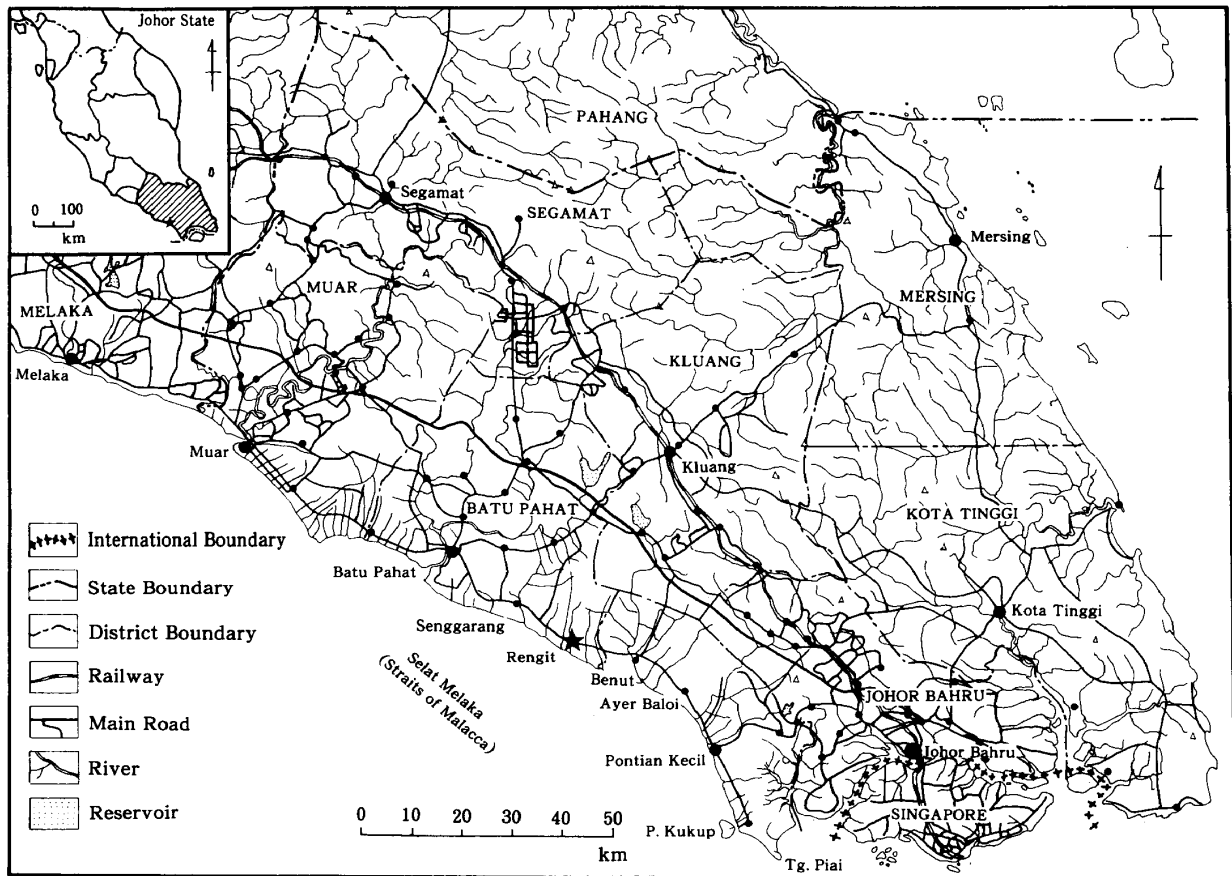 Johor State
0 100
km
PAHANG
Segamat
SEGAMAT
Mersing
MUAR
MERSING
MELAKA
KLUANG
Melaka
Muar
Kluang
BATU PAHAT
KOTA TINGGI
International Boundary
State Boundary
District Boundary
Railway
Main Road
River
Reservoir
Batu Pahat
Senggarang
Rengit
Kota Tinggi
Selat Melaka
(Straits of Malacca)
Benut
Ayer Baloi
JOHOR BAHRU
Pontian Kecil
Johor Bahru
SINGAPORE
0 10 20 30 40 50
km
P. Kukup
Tg. Piai